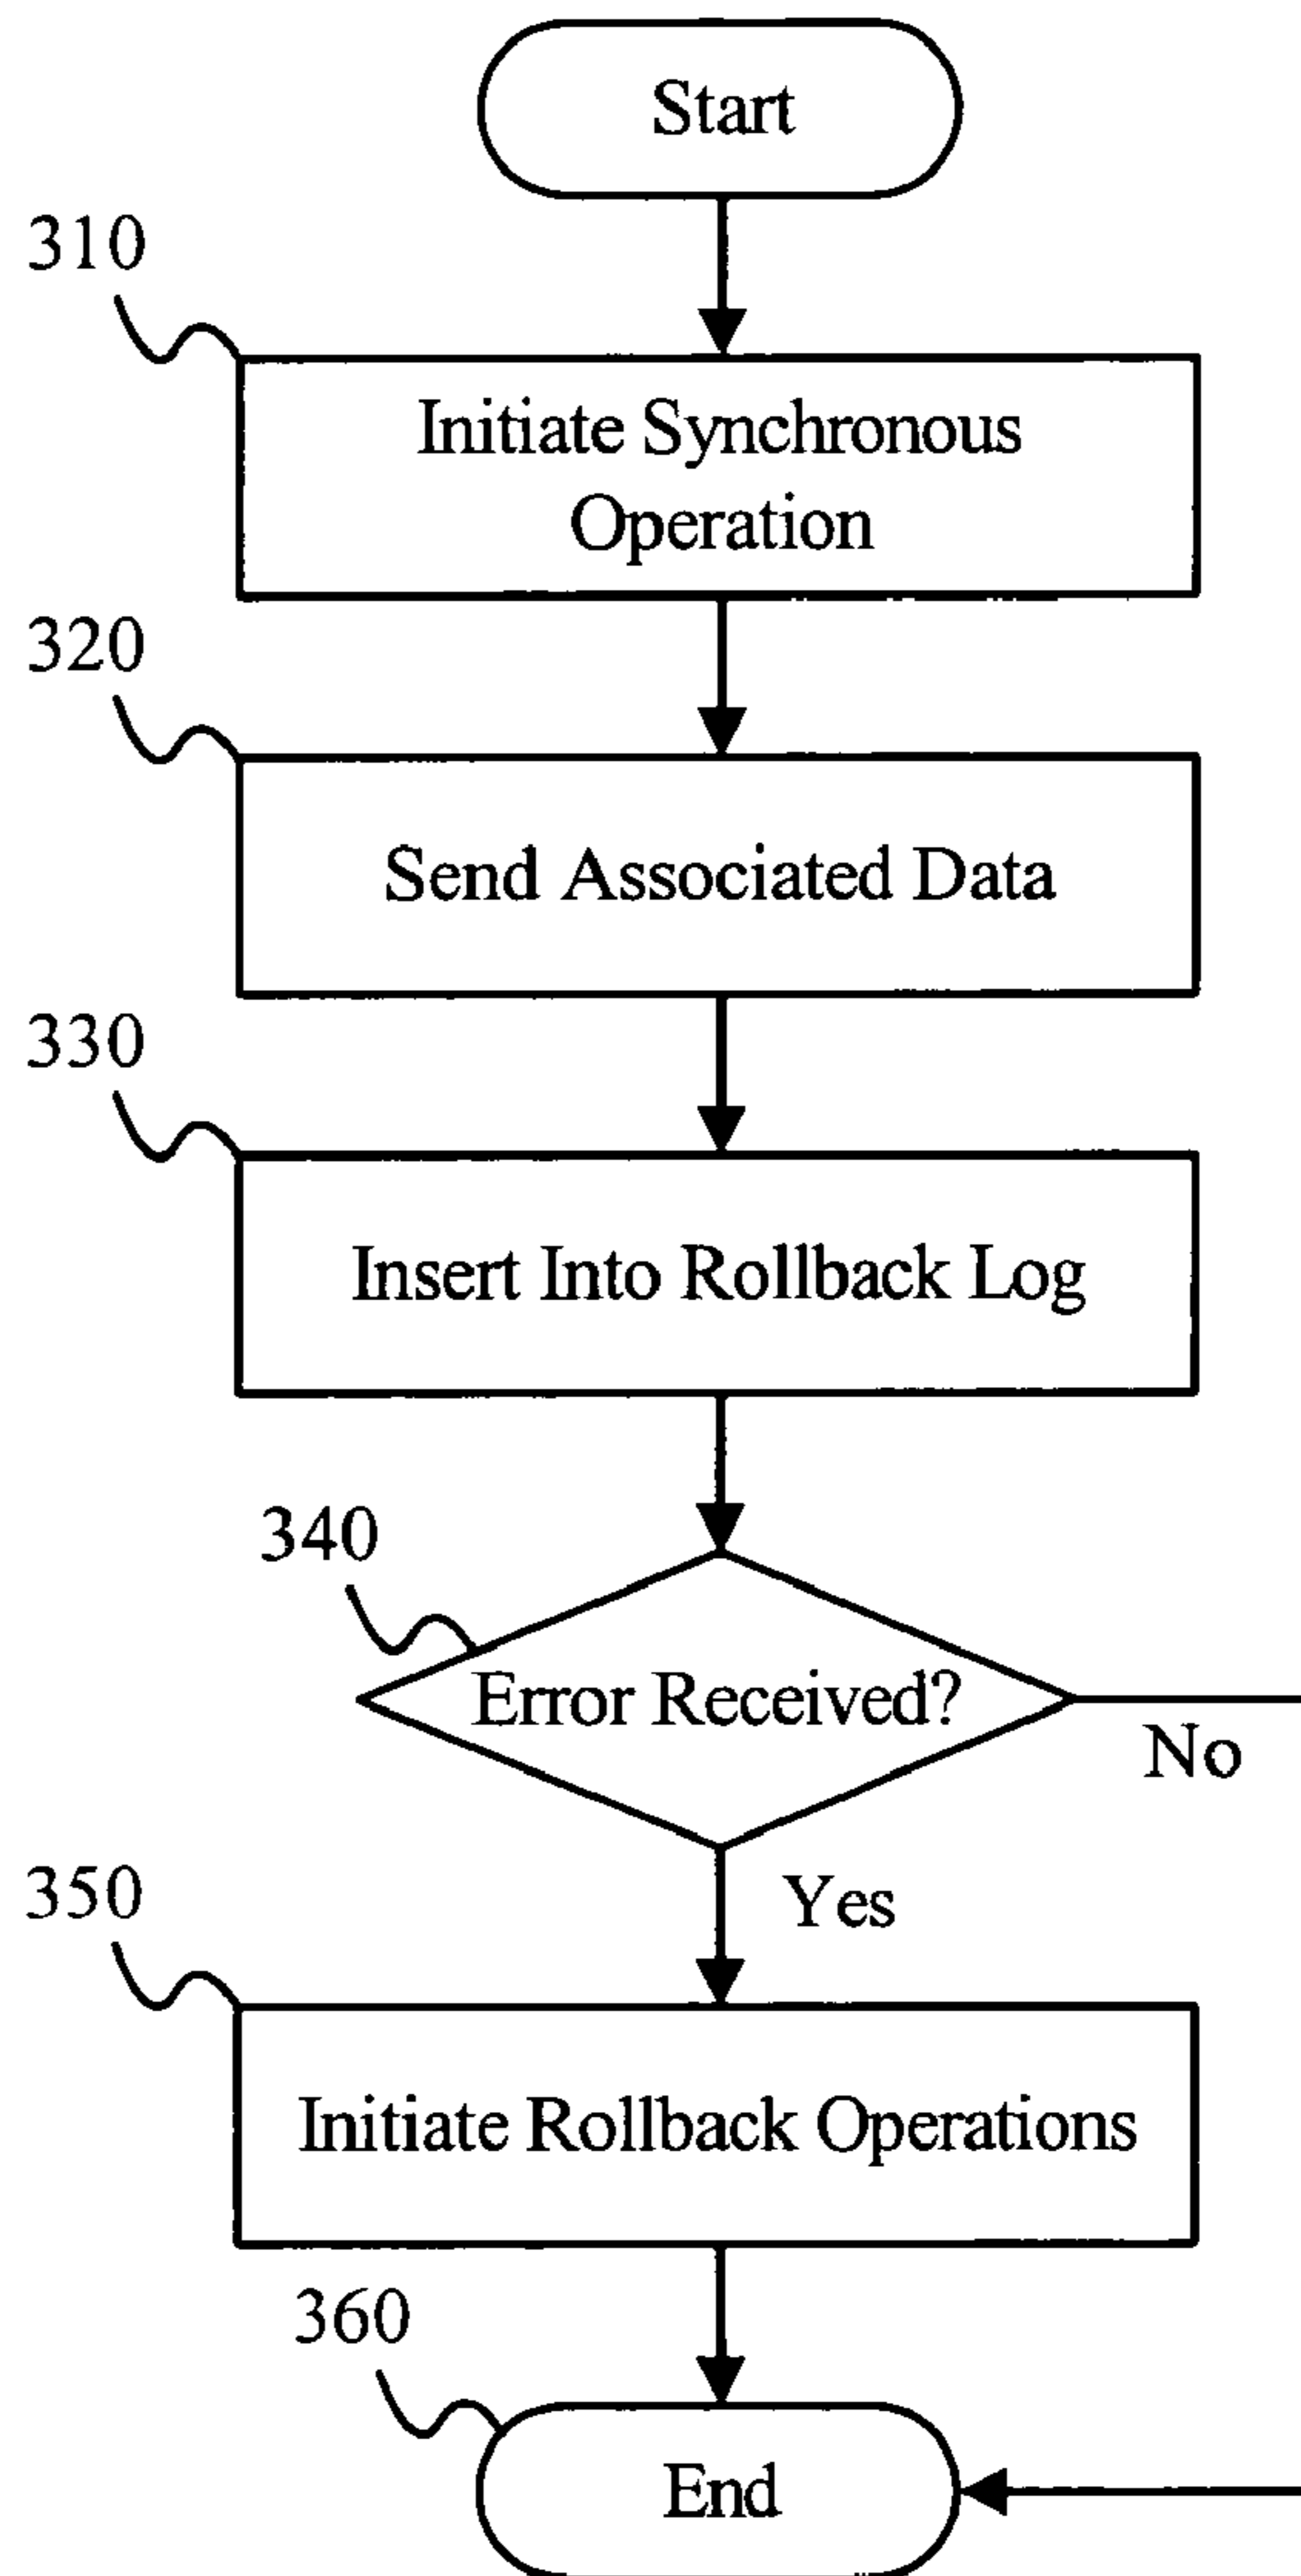 Start
310
Initiate Synchronous
Operation
320
Send Associated Data
330
Insert Into Rollback Log
340
Error Received?
No
Yes
350
Initiate Rollback Operations
360
End